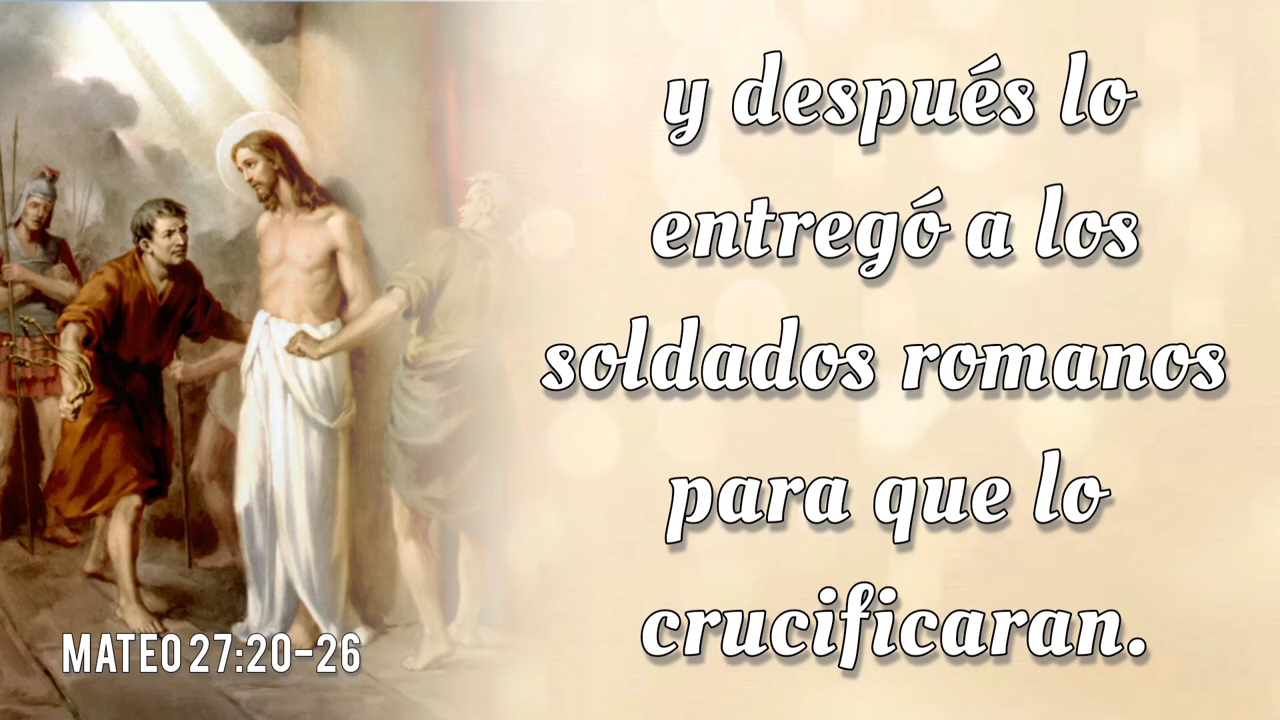 y después lo
entregó a los
soldados romanos
para que lo
crucificaran.
MATEO 27:20-26